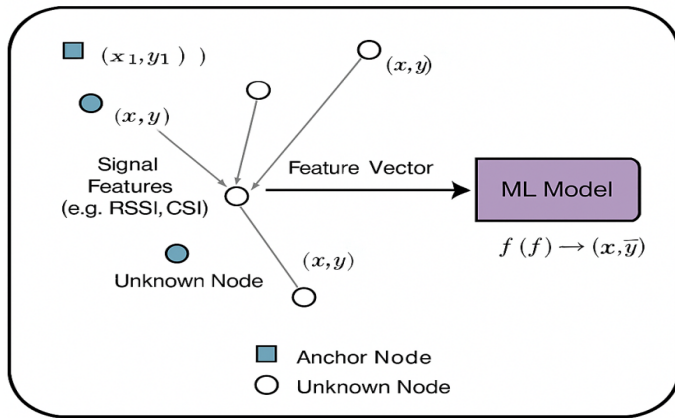 (x1, y1) )
(x, y)
(x, y)
Signal
Features
(e.g. RSSI, CSI)
Feature Vector
ML Model
f (f) → (x, y̅)
(x, y)
Unknown Node
Anchor Node
Unknown Node